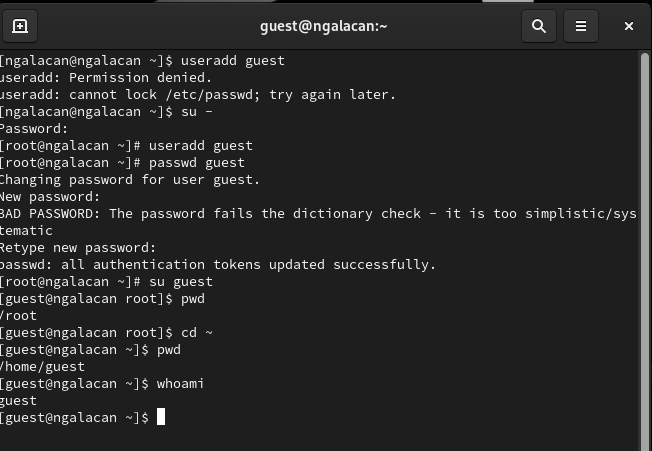 guest@ngalacan:~
[ngalacan@ngalacan ~]$ useradd guest
useradd: Permission denied.
useradd: cannot lock /etc/passwd; try again later.
[ngalacan@ngalacan ~]$ su -
Password:
[root@ngalacan ~]# useradd guest
[root@ngalacan ~]# passwd guest
Changing password for user guest.
New password:
BAD PASSWORD: The password fails the dictionary check - it is too simplistic/sys
tematic
Retype new password:
passwd: all authentication tokens updated successfully.
[root@ngalacan ~]# su guest
[guest@ngalacan root]$ pwd
/root
[guest@ngalacan root]$ cd ~
[guest@ngalacan ~]$ pwd
/home/guest
[guest@ngalacan ~]$ whoami
guest
[guest@ngalacan ~]$